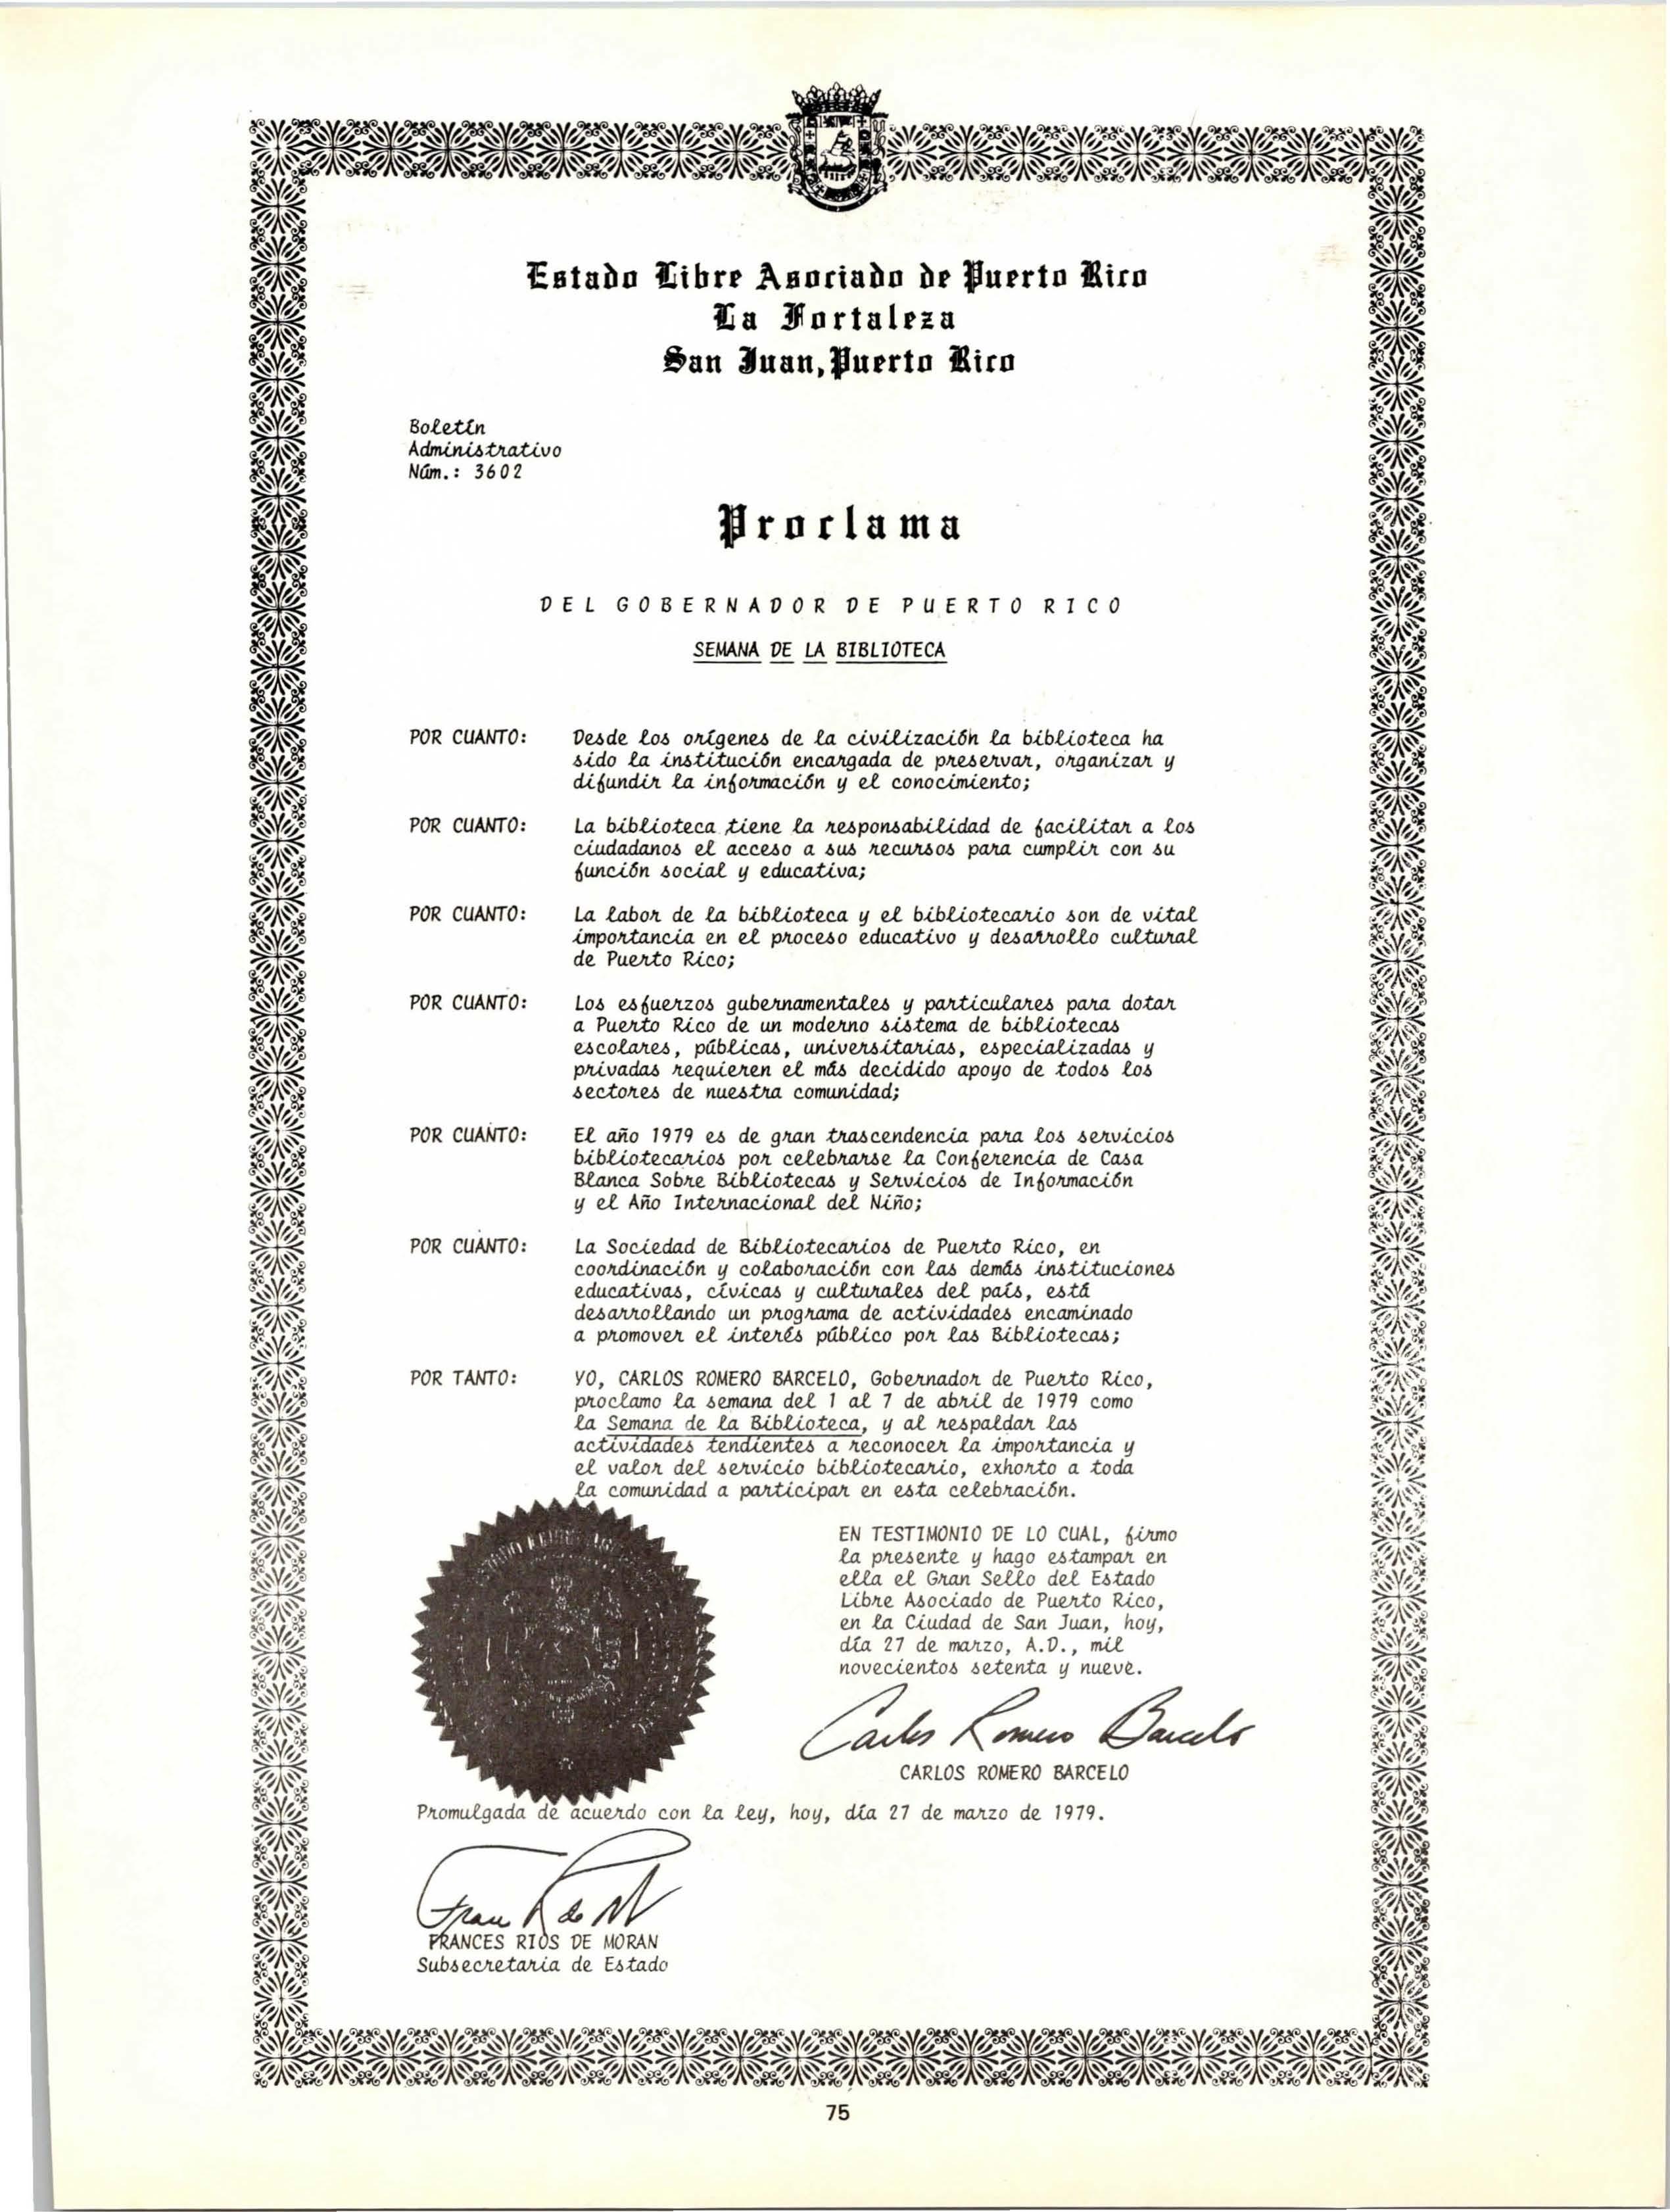 Estado Libre Asociado de Puerto Rico
La Fortaleza
San Juan, Puerto Rico
Boletín
Administrativo
Núm.: 3602
Proclama
DEL GOBERNADOR DE PUERTO RICO
SEMANA DE LA BIBLIOTECA
POR CUANTO: Desde los orígenes de la civilización la biblioteca ha
sido la institución encargada de preservar, organizar y
difundir la información y el conocimiento;
POR CUANTO: La biblioteca tiene la responsabilidad de facilitar a los
ciudadanos el acceso a sus recursos para cumplir con su
función social y educativa;
POR CUANTO: La labor de la biblioteca y el bibliotecario son de vital
importancia en el proceso educativo y desarrollo cultural
de Puerto Rico;
POR CUANTO: Los esfuerzos gubernamentales y particulares para dotar
a Puerto Rico de un moderno sistema de bibliotecas
escolares, públicas, universitarias, especializadas y
privadas requieren el más decidido apoyo de todos los
sectores de nuestra comunidad;
POR CUANTO: El año 1979 es de gran trascendencia para los servicios
bibliotecarios por celebrarse la Conferencia de Casa
Blanca Sobre Bibliotecas y Servicios de Información
y el Año Internacional del Niño;
POR CUANTO: La Sociedad de Bibliotecarios de Puerto Rico, en
coordinación y colaboración con las demás instituciones
educativas, cívicas y culturales del país, está
desarrollando un programa de actividades encaminado
a promover el interés público por las Bibliotecas;
POR TANTO: YO, CARLOS ROMERO BARCELO, Gobernador de Puerto Rico,
proclamo la semana del 1 al 7 de abril de 1979 como
la Semana de la Biblioteca, y al respaldar las
actividades tendientes a reconocer la importancia y
el valor del servicio bibliotecario, exhorto a toda
la comunidad a participar en esta celebración.
EN TESTIMONIO DE LO CUAL, firmo
la presente y hago estampar en
ella el Gran Sello del Estado
Libre Asociado de Puerto Rico,
en la Ciudad de San Juan, hoy,
día 27 de marzo, A.D., mil
novecientos setenta y nueve.
Carlos Romero Barcelo
CARLOS ROMERO BARCELO
Promulgada de acuerdo con la ley, hoy, día 27 de marzo de 1979.
FRANCES RIOS DE MORAN
Subsecretaria de Estado
75